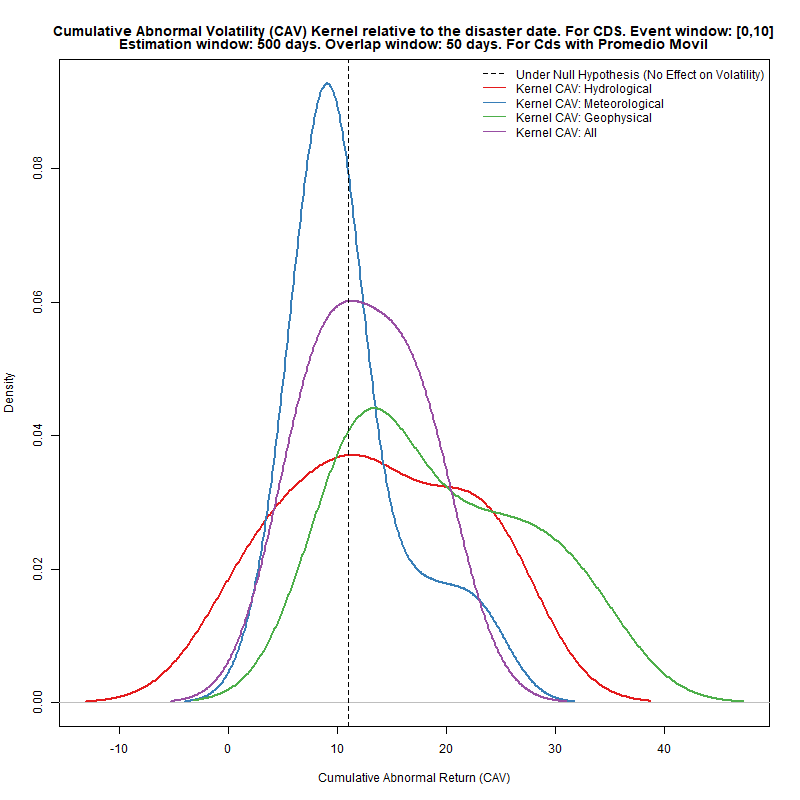 Cumulative Abnormal Volatility (CAV) Kernel relative to the disaster date. For CDS. Event window: [0,10]
Estimation window: 500 days. Overlap window: 50 days. For Cds with Promedio Movil
Under Null Hypothesis (No Effect on Volatility)
Kernel CAV: Hydrological
Kernel CAV: Meteorological
Kernel CAV: Geophysical
Kernel CAV: All
0.08
0.06
0.04
0.02
0.00
Density
-10 0 10 20 30 40
Cumulative Abnormal Return (CAV)